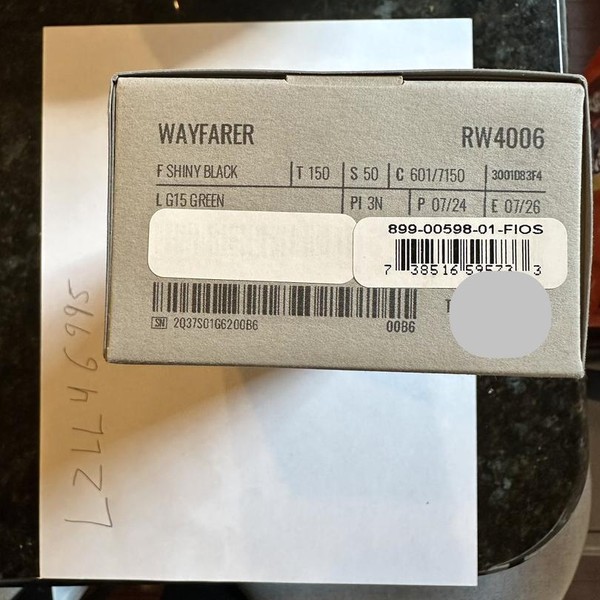 WAYFARER RW4006
F SHINY BLACK T 150 S 50 C 601/7150 3001D83F4
L G15 GREEN PI 3N P 07/24 E 07/26
899-00598-01-FIOS
7 38516 59573 3
SN 2Q37S01G6200B6 00B6
LZLL46995